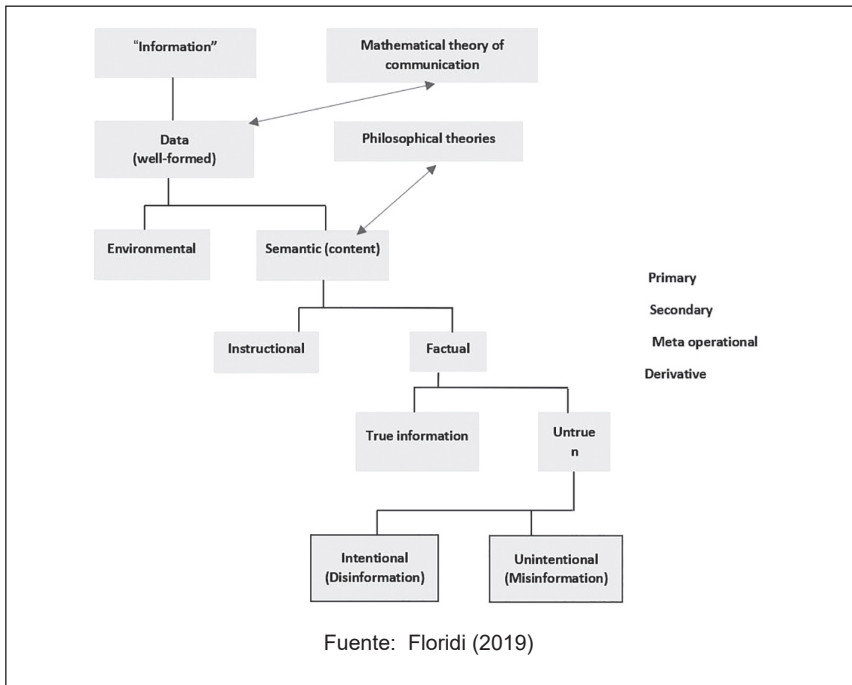 “Information”
Mathematical theory of
communication
Data
(well-formed)
Philosophical theories
Environmental
Semantic (content)
Primary
Secondary
Meta operational
Derivative
Instructional
Factual
True information
Untrue
n
Intentional
(Disinformation)
Unintentional
(Misinformation)
Fuente: Floridi (2019)